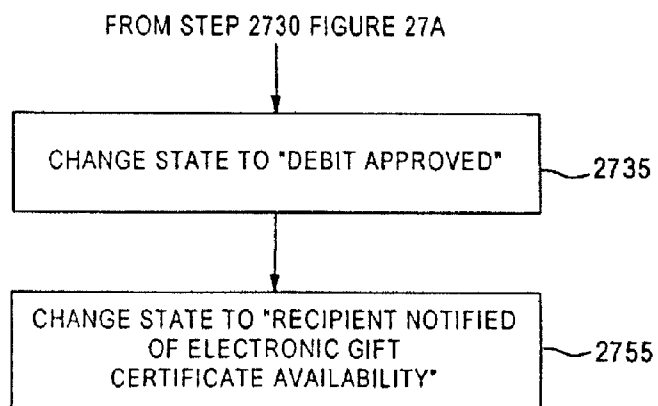 FROM STEP 2730 FIGURE 27A
CHANGE STATE TO "DEBIT APPROVED"
2735
CHANGE STATE TO "RECIPIENT NOTIFIED
OF ELECTRONIC GIFT
CERTIFICATE AVAILABILITY"
2755